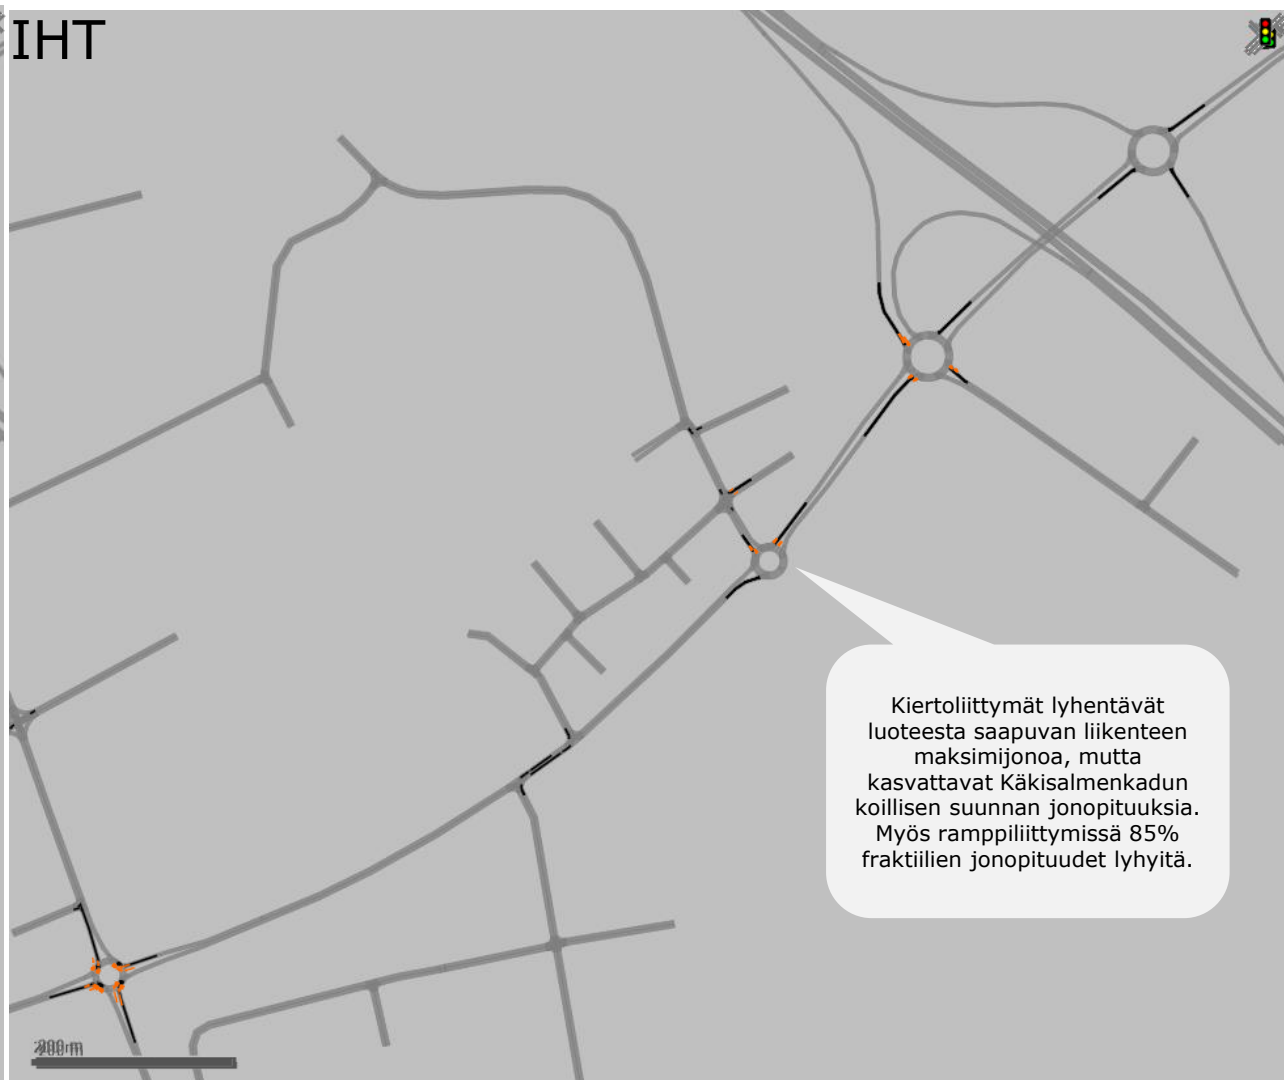 IHT
Kiertoliittymät lyhentävät
luoteesta saapuvan liikenteen
maksimijonoa, mutta
kasvattavat Käkisalmenkadun
koillisen suunnan jonopituuksia.
Myös ramppiliittymissä 85%
fraktiilien jonopituudet lyhyitä.